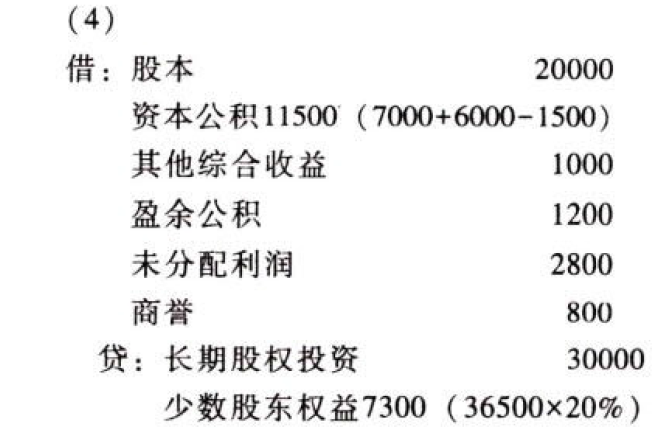 (4)
借：股本 20000
资本公积11500（7000+6000-1500）
其他综合收益 1000
盈余公积 1200
未分配利润 2800
商誉 800
贷：长期股权投资 30000
少数股东权益7300（36500×20%）